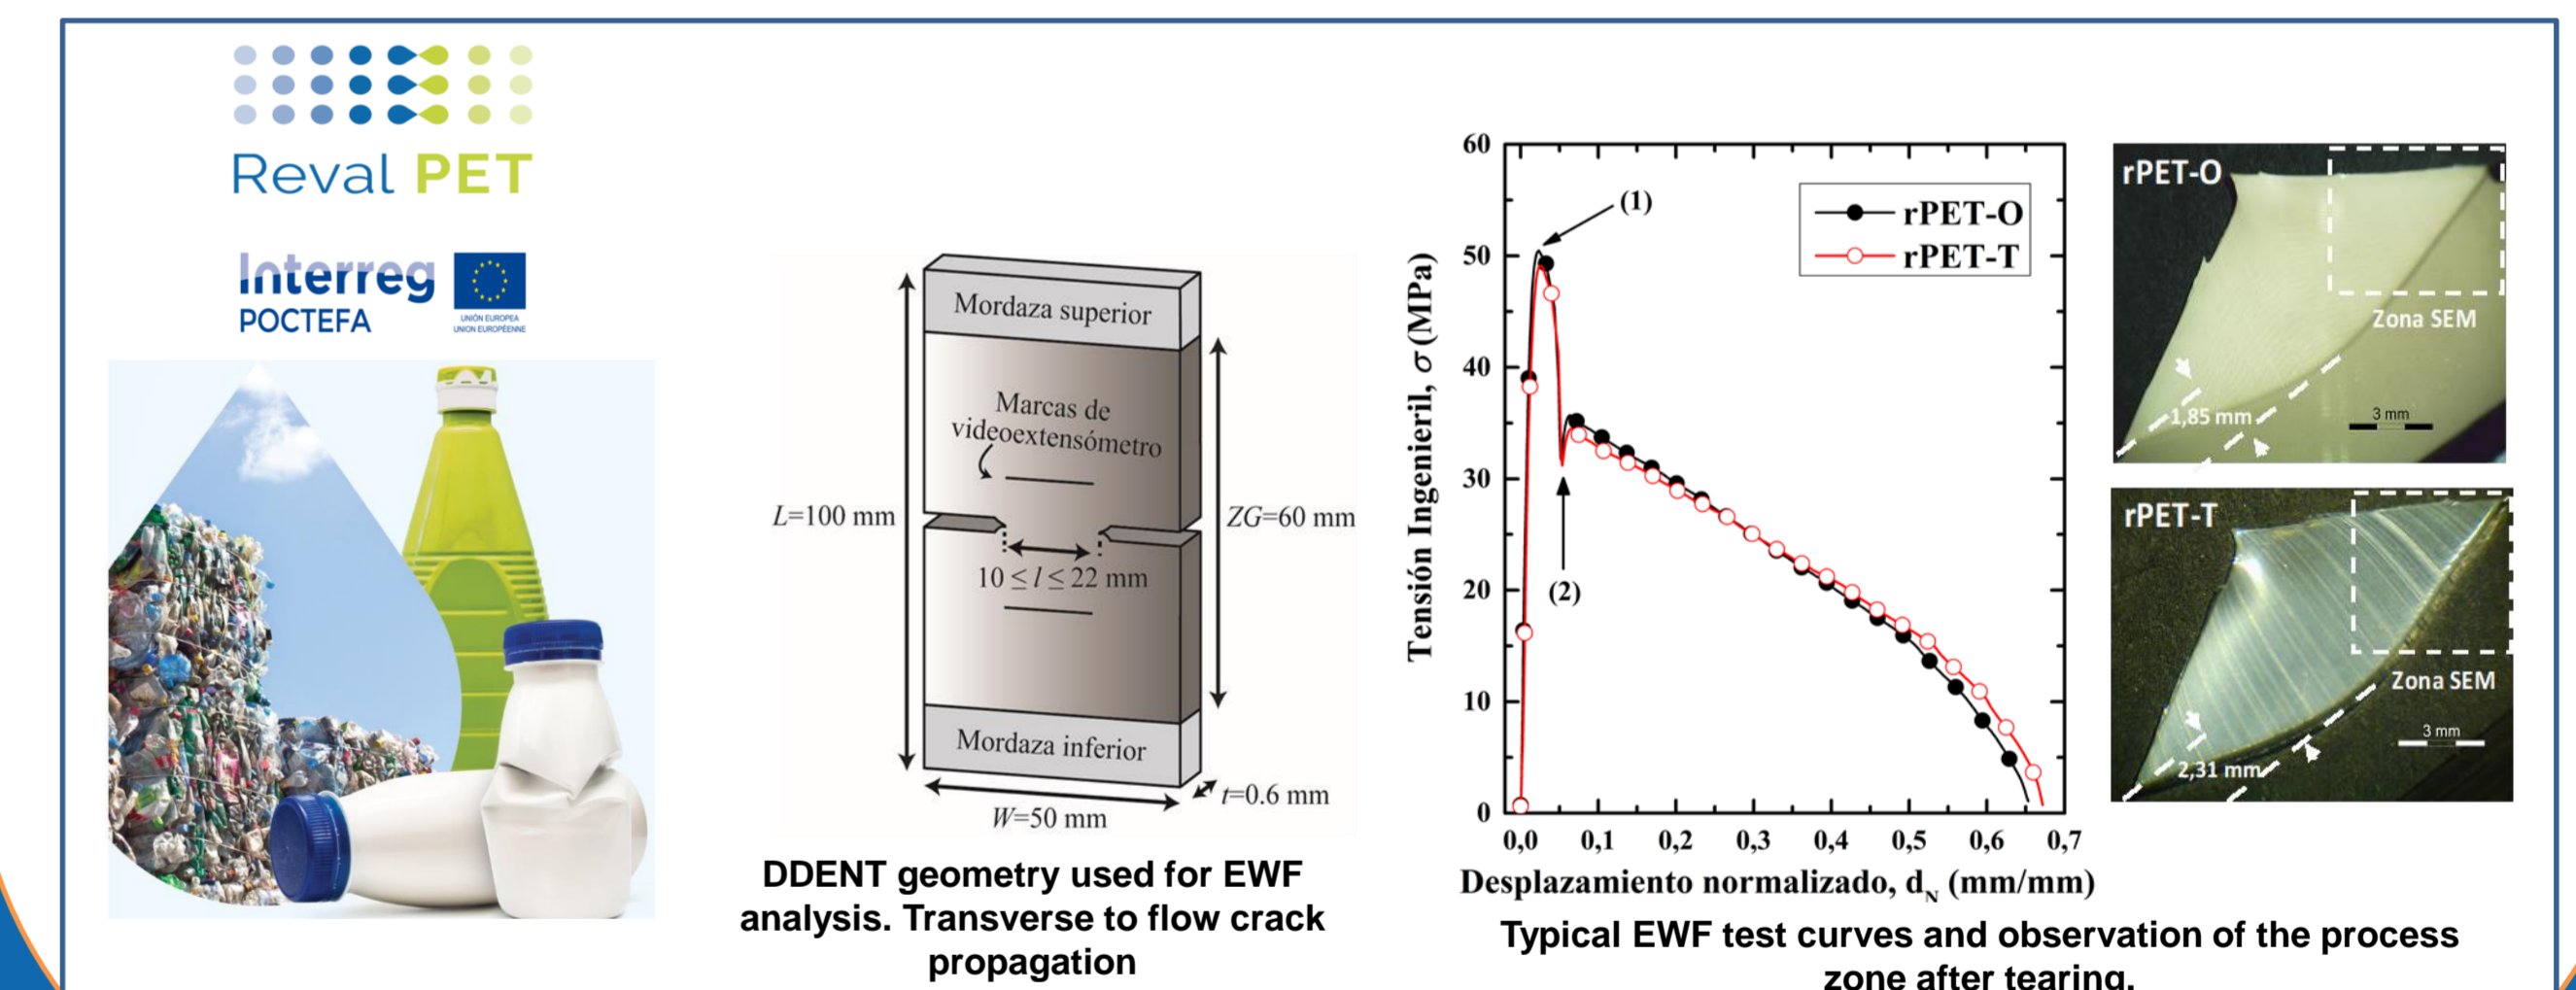 Reval PET
Interreg
POCTEFA
UNIÓN EUROPEA
UNION EUROPÉENNE
Mordaza superior
Marcas de
videoextensómetro
L=100 mm
ZG=60 mm
10 ≤ l ≤ 22 mm
Mordaza inferior
t=0.6 mm
W=50 mm
DDENT geometry used for EWF
analysis. Transverse to flow crack
propagation
Tensión Ingenieril, σ (MPa)
60
50
40
30
20
10
0
(1)
(2)
rPET-O
rPET-T
0,0 0,1 0,2 0,3 0,4 0,5 0,6 0,7
Desplazamiento normalizado, d_N (mm/mm)
rPET-O
Zona SEM
1,85 mm
3 mm
rPET-T
Zona SEM
2,31 mm
3 mm
Typical EWF test curves and observation of the process
zone after tearing.